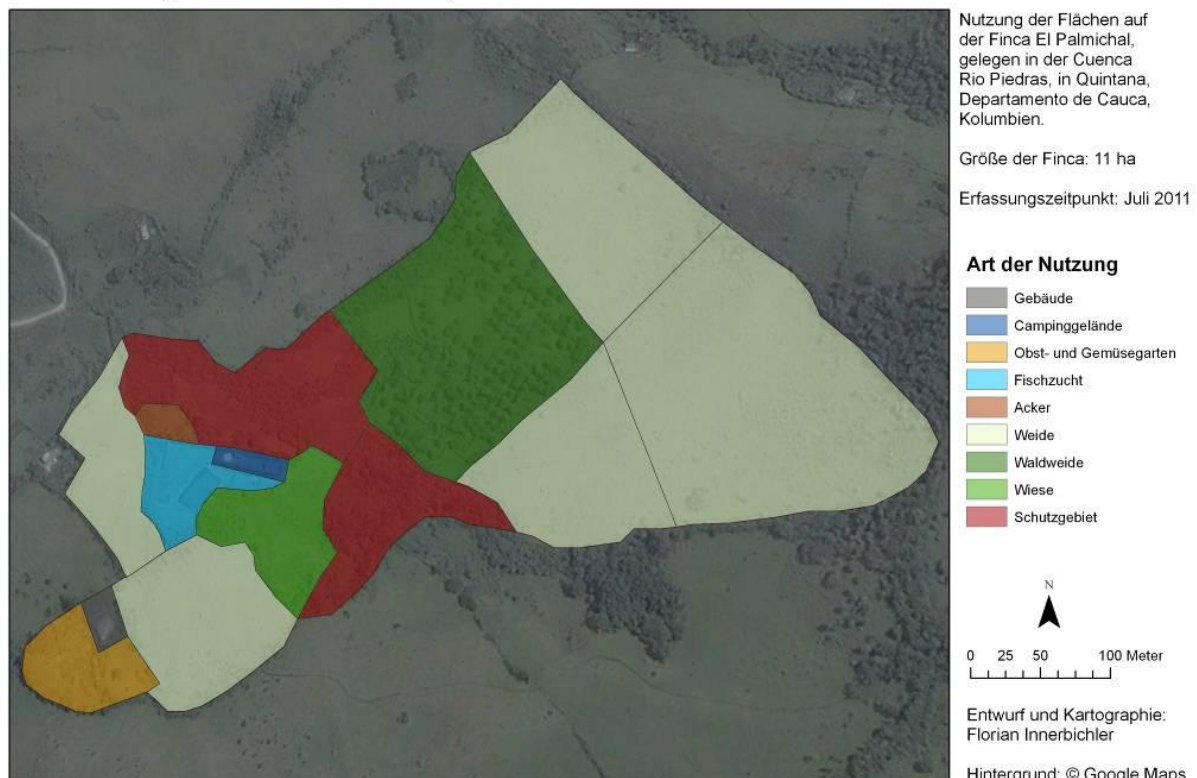 Nutzung der Flächen auf
der Finca El Palmichal,
gelegen in der Cuenca
Rio Piedras, in Quintana,
Departamento de Cauca,
Kolumbien.
Größe der Finca: 11 ha
Erfassungszeitpunkt: Juli 2011
Art der Nutzung
Gebäude
Campinggelände
Obst- und Gemüsegarten
Fischzucht
Acker
Weide
Waldweide
Wiese
Schutzgebiet
N
0 25 50 100 Meter
Entwurf und Kartographie:
Florian Innerbichler
Hintergrund: © Google Maps